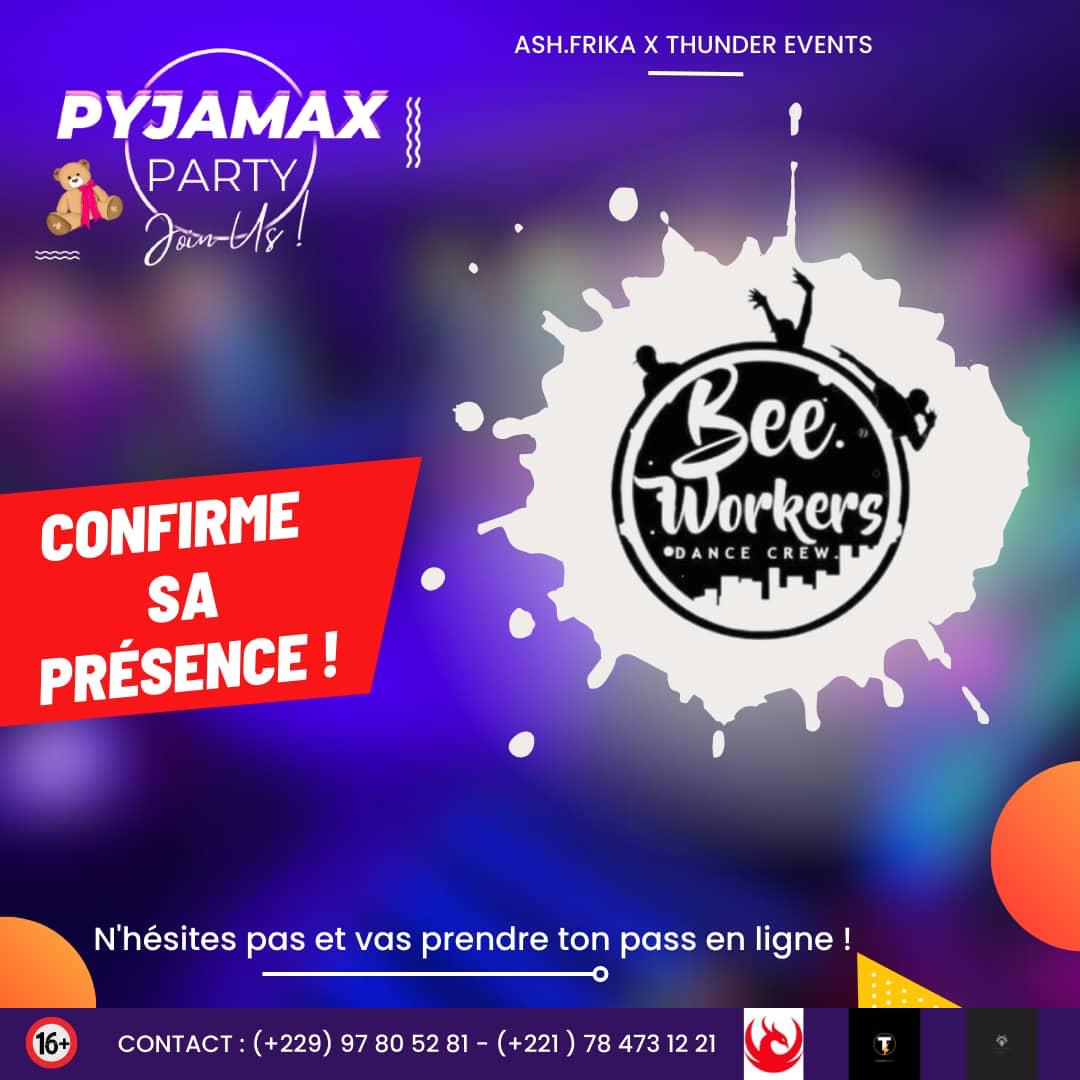 ASH.FRIKA X THUNDER EVENTS
PYJAMAX
PARTY
Join-Us !
Bee
Workers
DANCE CREW.
CONFIRME
SA
PRÉSENCE !
N'hésites pas et vas prendre ton pass en ligne !
16+
CONTACT : (+229) 97 80 52 81 - (+221 ) 78 473 12 21
T